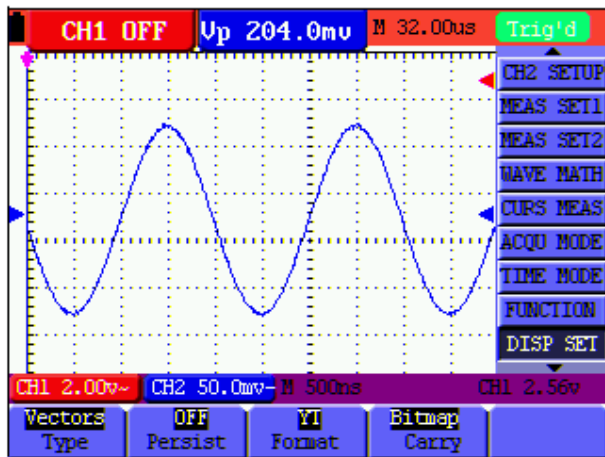 CH1 OFF
Vp 204.0mv
M 32.00us
Trig'd
CH2 SETUP
MEAS SET1
MEAS SET2
WAVE MATH
CURS MEAS
ACQU MODE
TIME MODE
FUNCTION
DISP SET
CH1 2.00v~
CH2 50.0mv-
M 500ns
CH1 2.56v
Vectors
Type
OFF
Persist
YT
Format
Bitmap
Carry